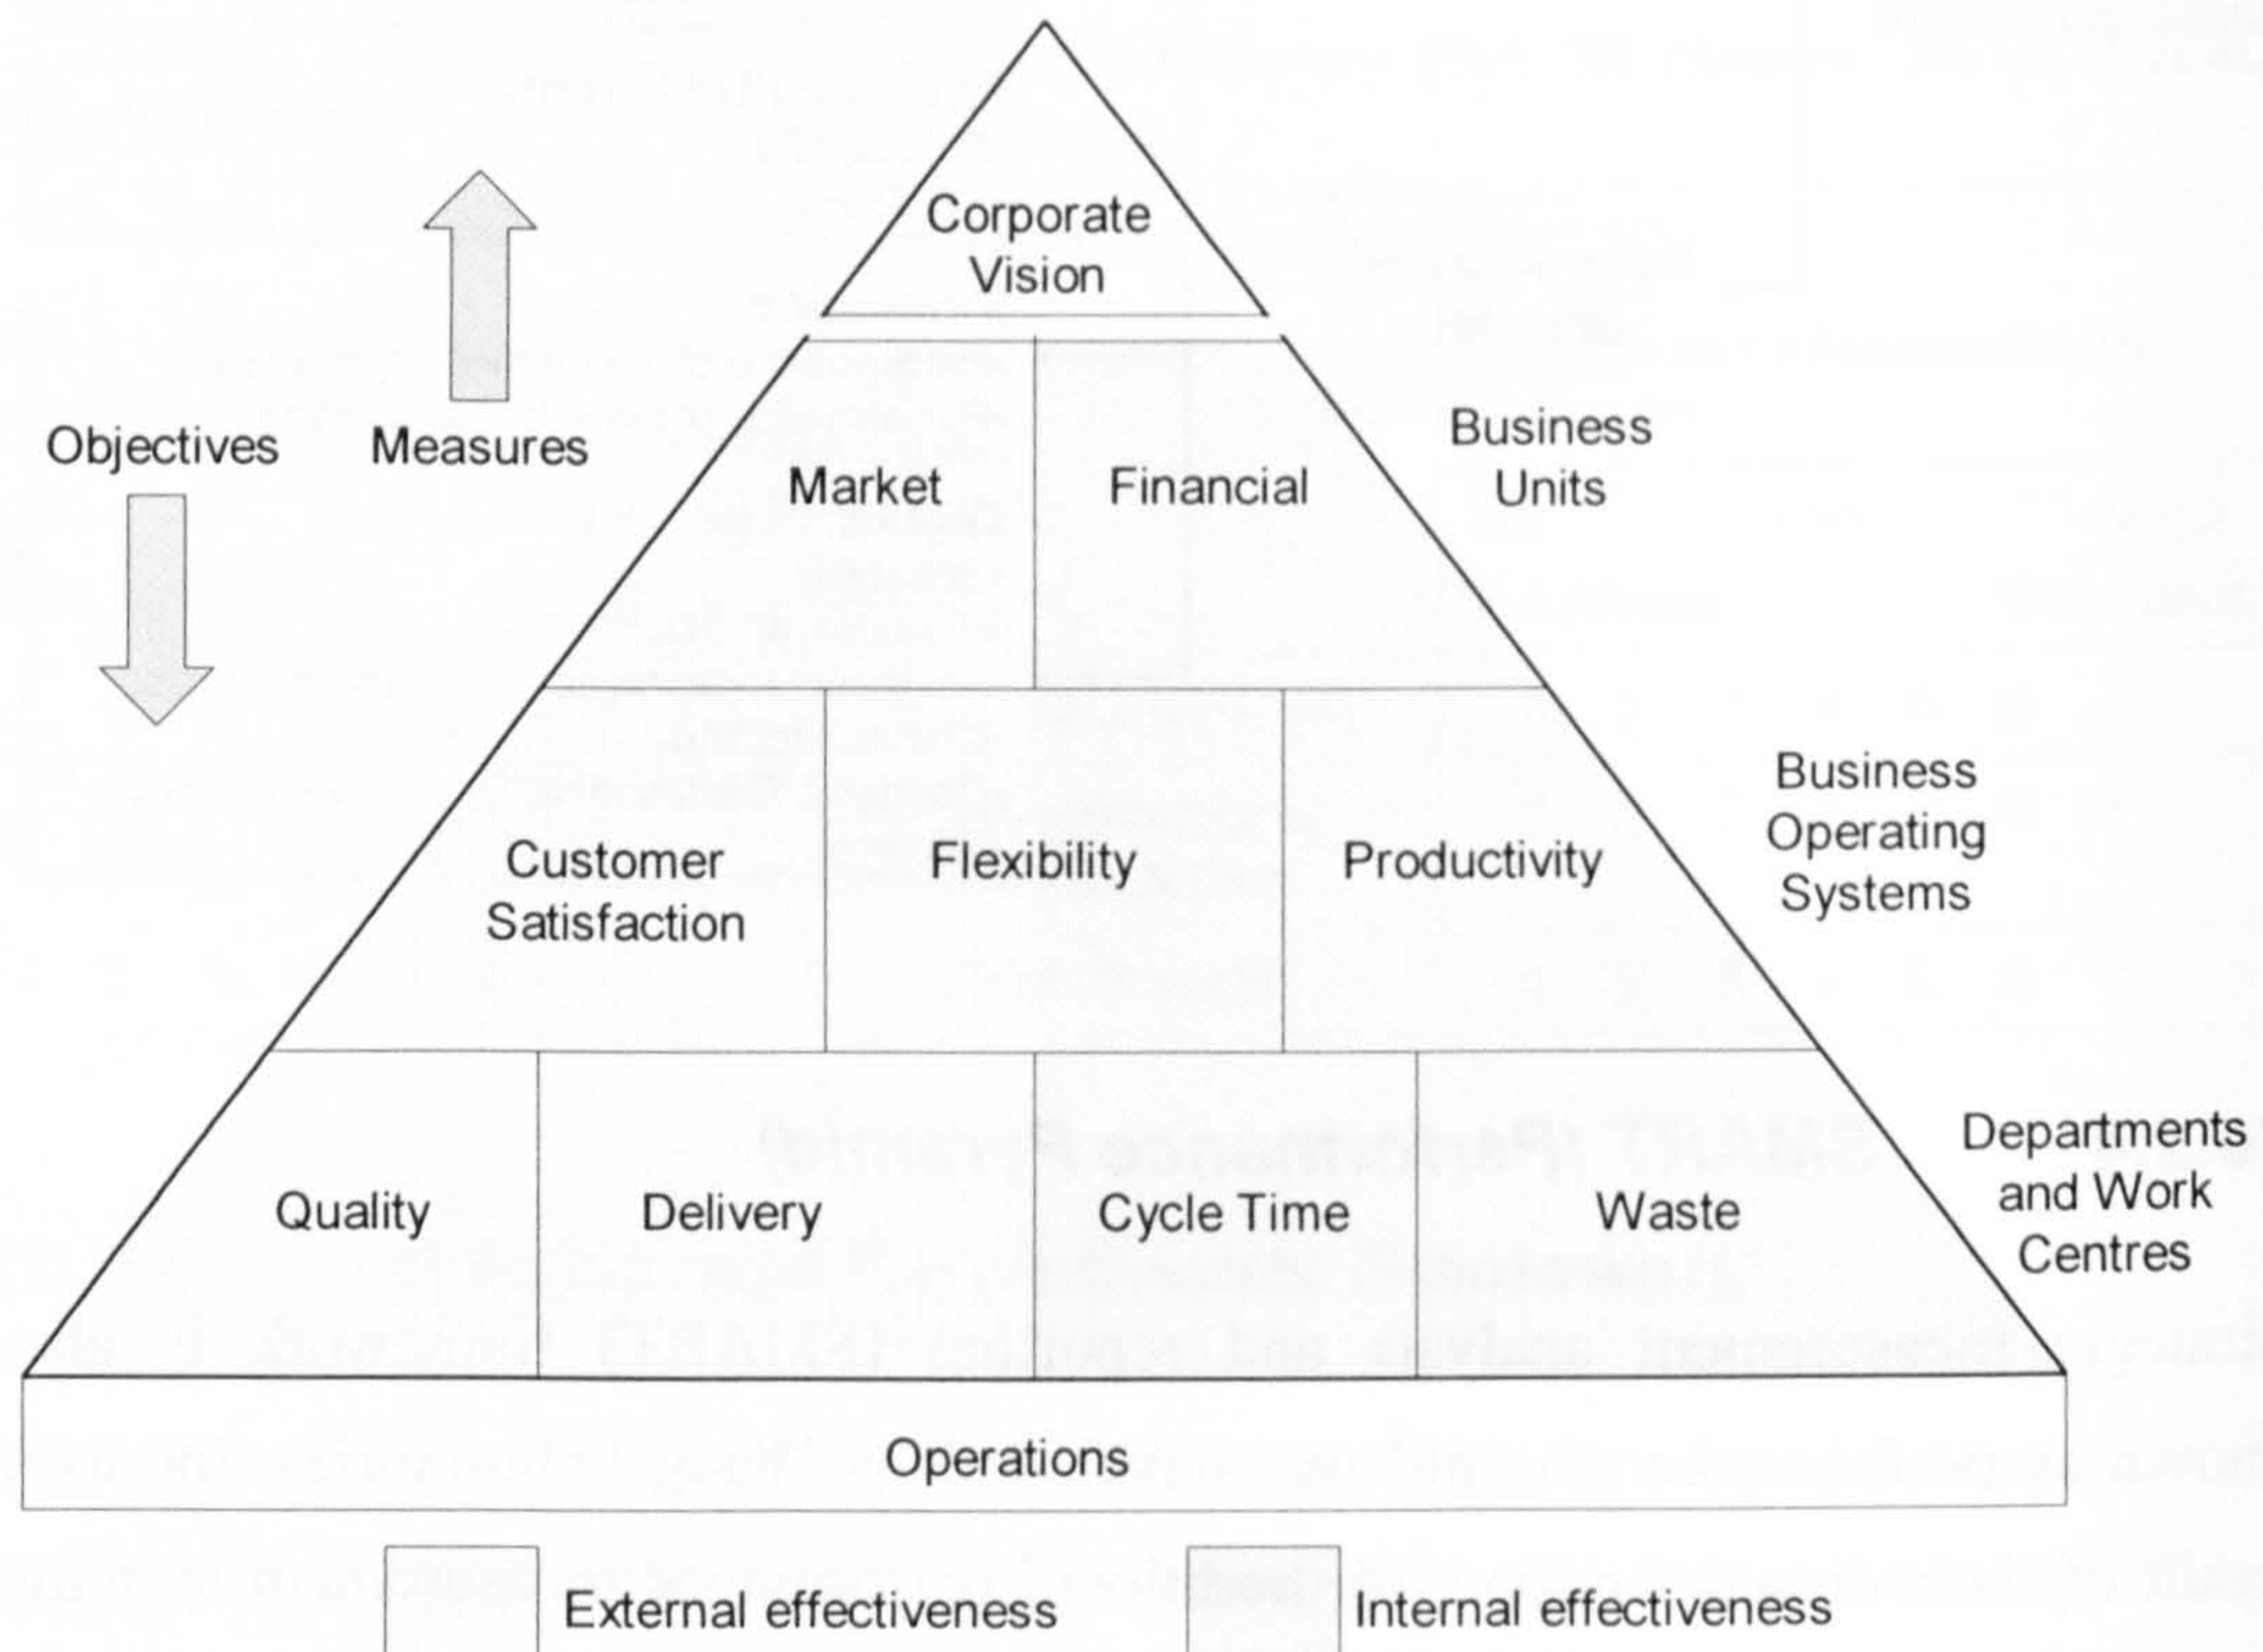 Corporate
Vision
Objectives
Measures
Market
Financial
Business
Units
Customer
Satisfaction
Flexibility
Productivity
Business
Operating
Systems
Quality
Delivery
Cycle Time
Waste
Departments
and Work
Centres
Operations
External effectiveness
Internal effectiveness